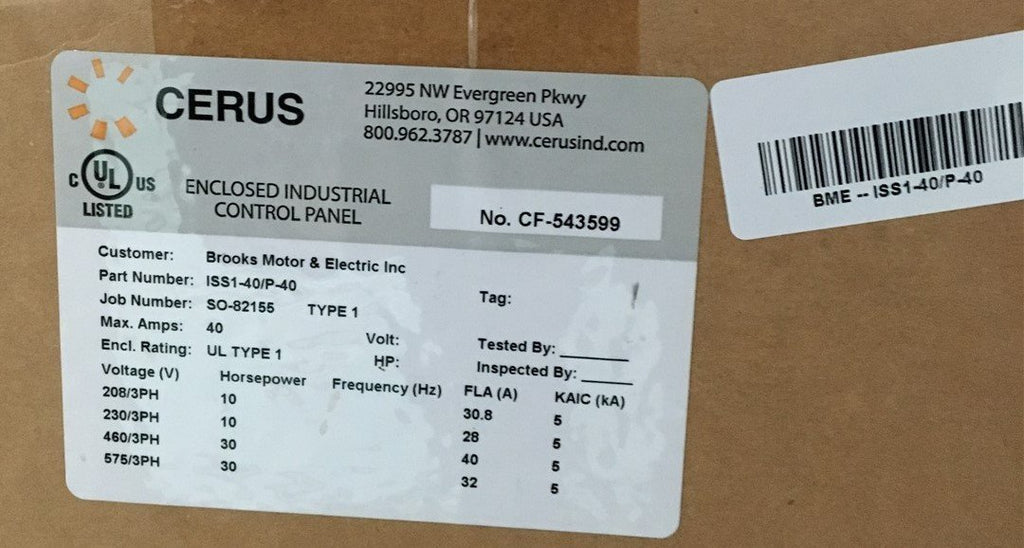 CERUS
22995 NW Evergreen Pkwy
Hillsboro, OR 97124 USA
800.962.3787 | www.cerusind.com
C UL US
LISTED
ENCLOSED INDUSTRIAL
CONTROL PANEL
No. CF-543599
Customer: Brooks Motor & Electric Inc
Part Number: ISS1-40/P-40
Tag:
Job Number: SO-82155 TYPE 1
Max. Amps: 40 Volt: Tested By:
Encl. Rating: UL TYPE 1 HP: Inspected By:
Voltage (V) Horsepower Frequency (Hz) FLA (A) KAIC (kA)
208/3PH 10 30.8 5
230/3PH 10 28 5
460/3PH 30 40 5
575/3PH 30 32 5
BME -- ISS1-40/P-40